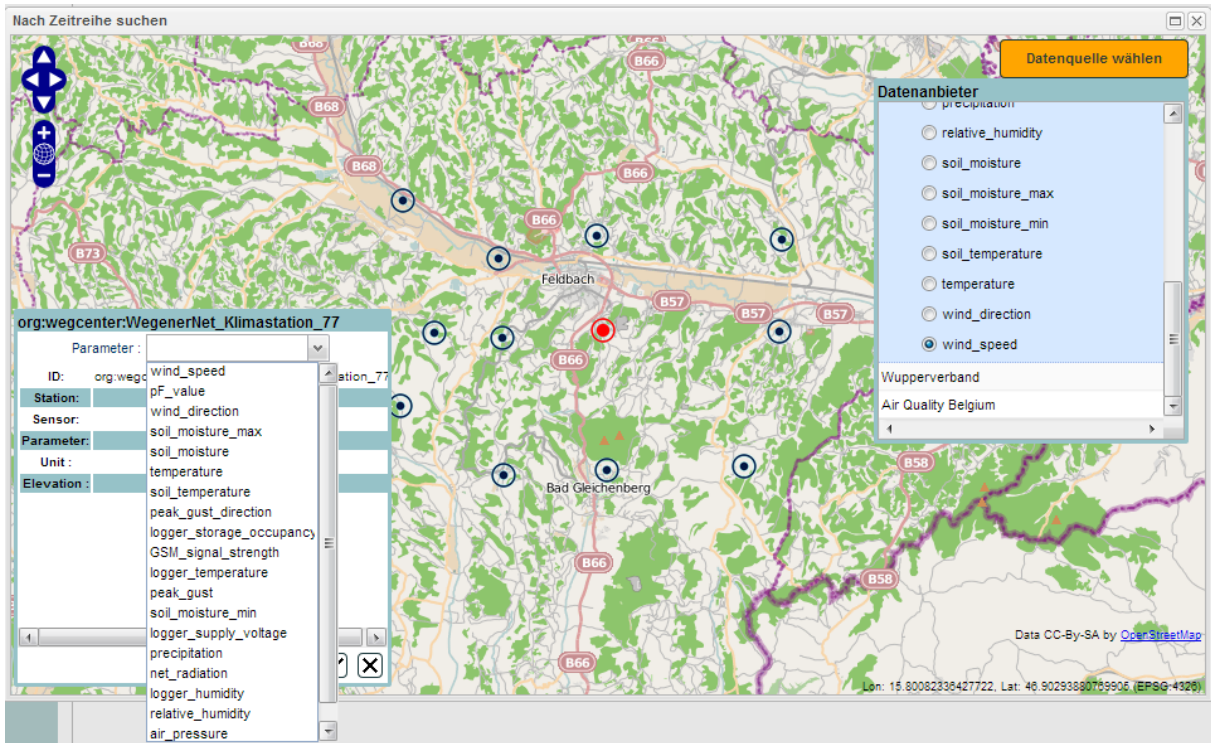 Nach Zeitreihe suchen
Datenquelle wählen
B68
B66
B68
Datenanbieter
precipitation
relative_humidity
soil_moisture
soil_moisture_max
soil_moisture_min
soil_temperature
temperature
wind_direction
wind_speed
Wupperverband
Air Quality Belgium
B68
B66
B66
B73
Feldbach
B57
B57
B57
B66
org:wegcenter:WegenerNet_Klimastation_77
Parameter :
ID: org:wegc
ation_77
Station:
Sensor:
Parameter:
Unit :
Elevation :
wind_speed
pF_value
wind_direction
soil_moisture_max
soil_moisture
temperature
soil_temperature
peak_gust_direction
logger_storage_occupancy
GSM_signal_strength
logger_temperature
peak_gust
soil_moisture_min
logger_supply_voltage
precipitation
net_radiation
logger_humidity
relative_humidity
air_pressure
Bad Gleichenberg
B58
B66
B58
B66
Data CC-By-SA by OpenStreetMap
Lon: 15.80082336427722, Lat: 46.90293880769905 (EPSG:4326)